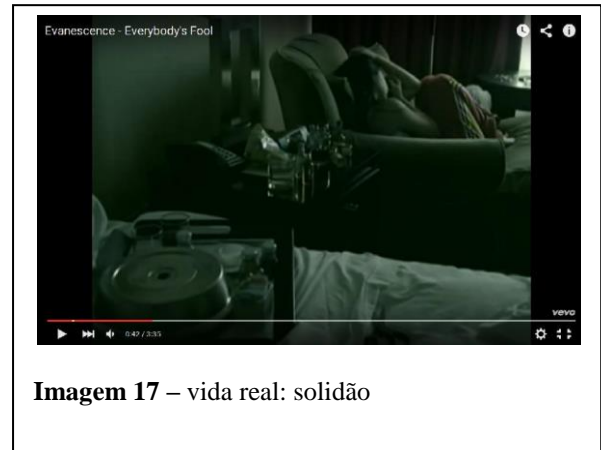 Evanescence - Everybody's Fool
vevo
0:42 / 3:35
Imagem 17 – vida real: solidão